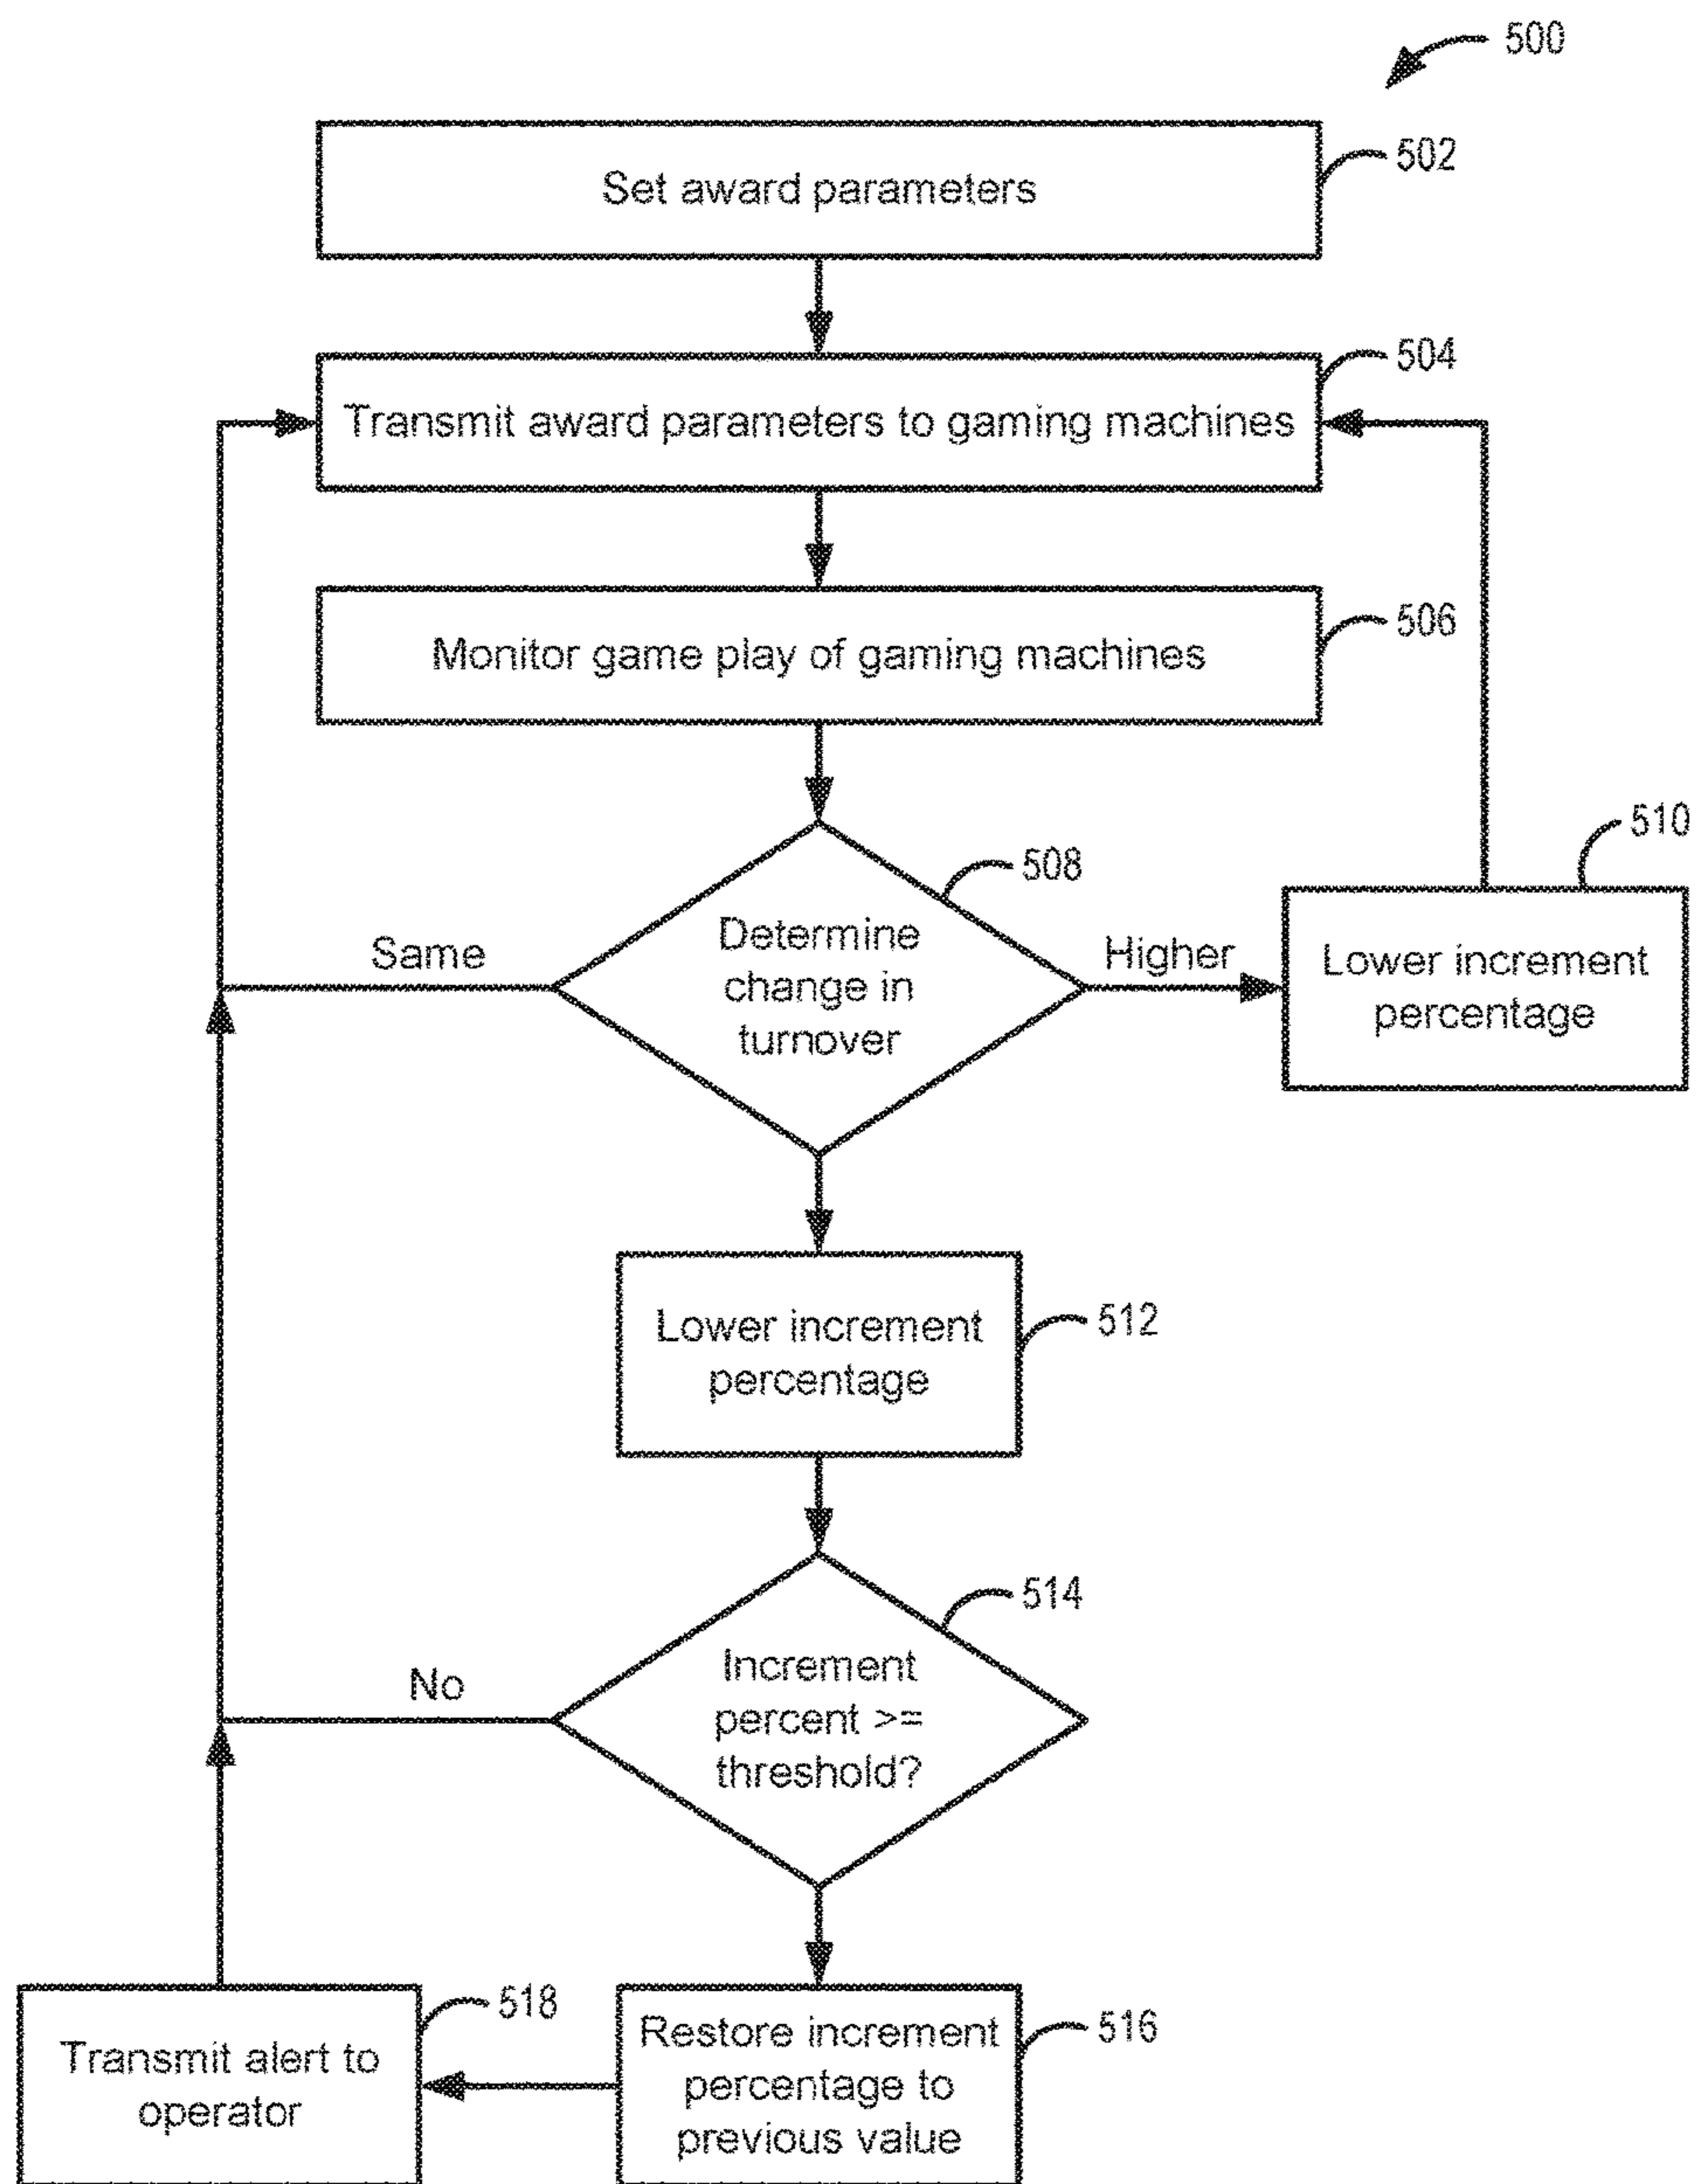 500
Set award parameters
502
Transmit award parameters to gaming machines
504
Monitor game play of gaming machines
506
Determine
change in
turnover
508
Same
Higher
Lower increment
percentage
510
Lower increment
percentage
512
Increment
percent >=
threshold?
514
No
Restore increment
percentage to
previous value
516
Transmit alert to
operator
518